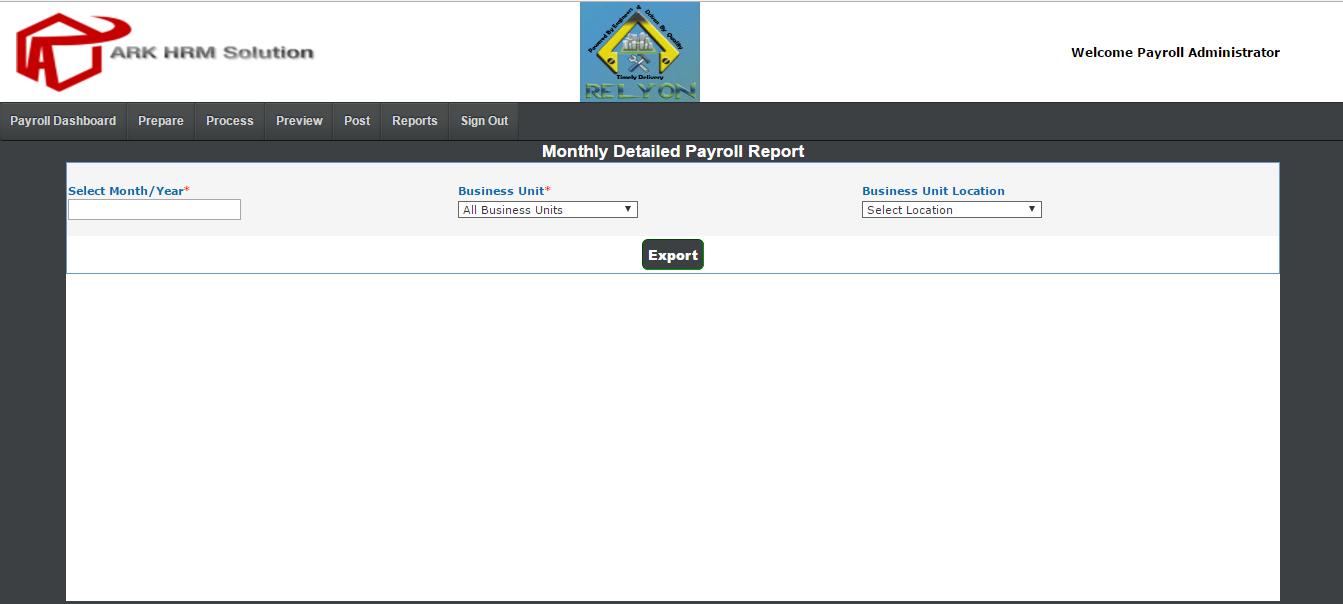 ARK HRM Solution
Powered By Engineers & Driven By Quality
Timely Delivery
RELYON
Welcome Payroll Administrator
Payroll Dashboard Prepare Process Preview Post Reports Sign Out
Monthly Detailed Payroll Report
Select Month/Year* Business Unit* Business Unit Location
All Business Units Select Location
Export